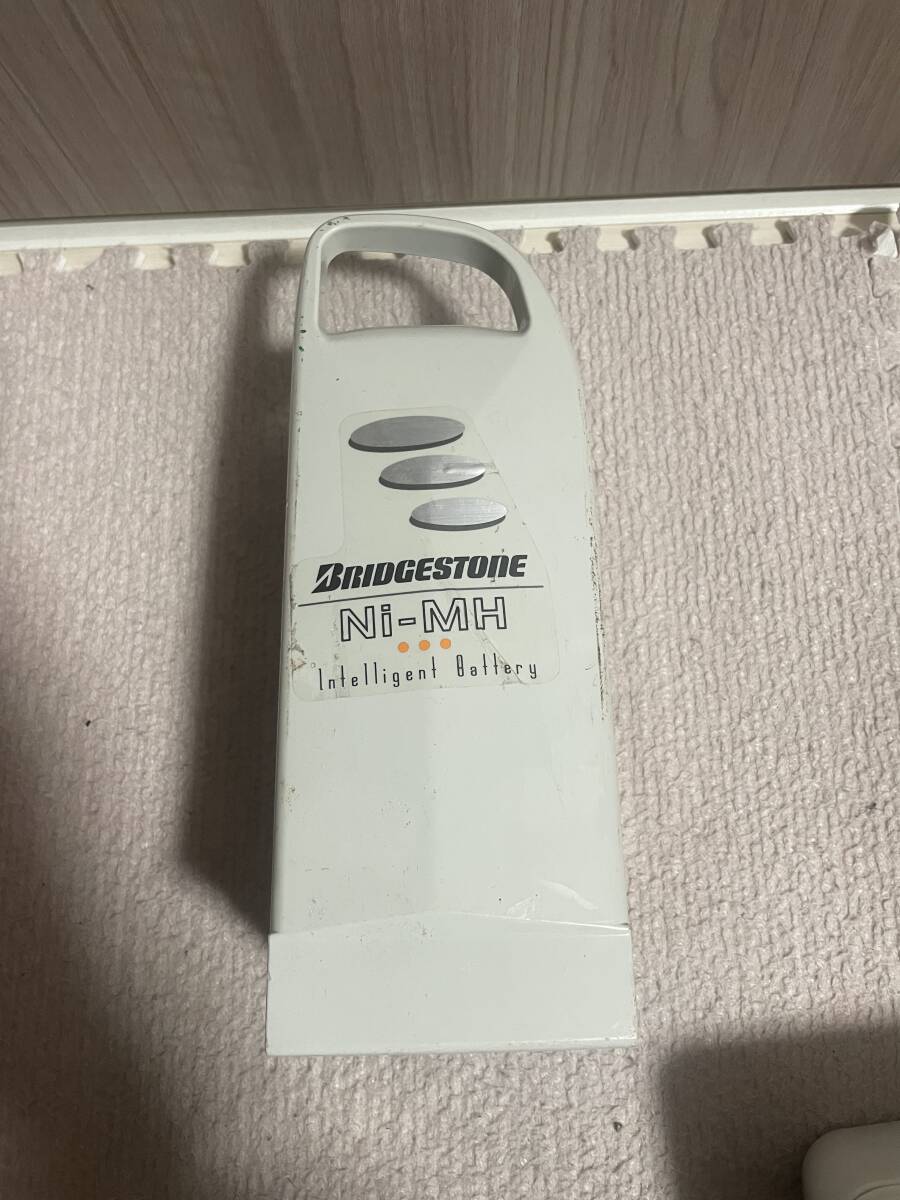 BRIDGESTONE
Ni-MH
Intelligent Battery